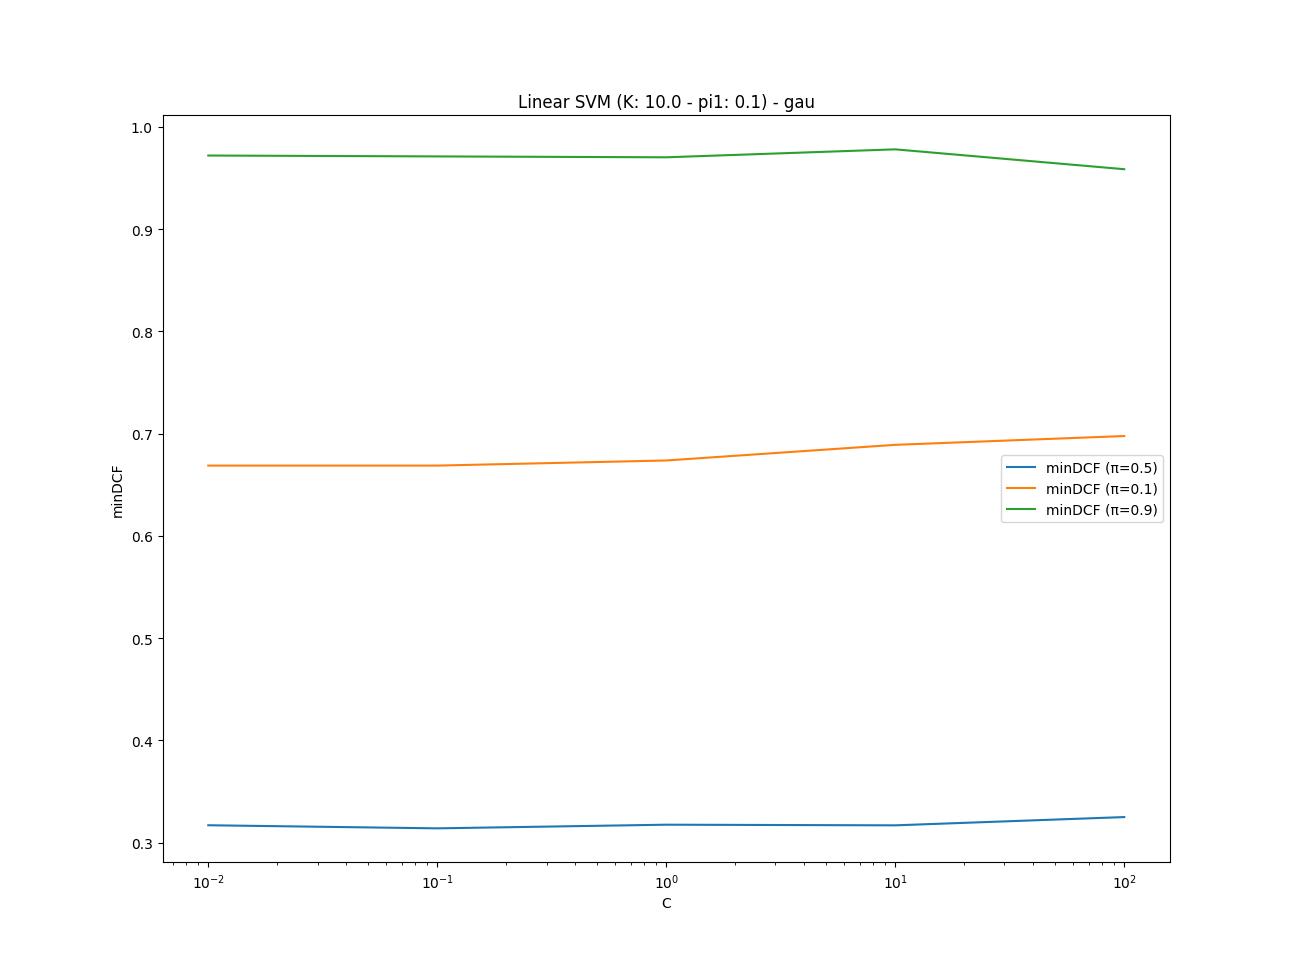 Linear SVM (K: 10.0 - pi1: 0.1) - gau
1.0
0.9
0.8
0.7
0.6
0.5
0.4
0.3
minDCF
minDCF (π=0.5)
minDCF (π=0.1)
minDCF (π=0.9)
10⁻² 10⁻¹ 10⁰ 10¹ 10²
C